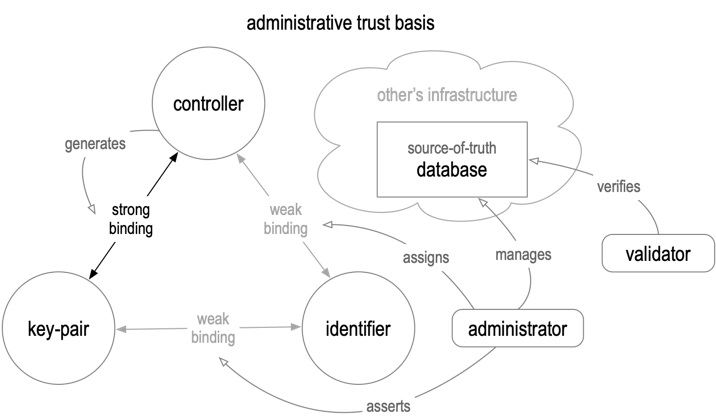 administrative trust basis
controller
other's infrastructure
generates
source-of-truth
database
verifies
strong
binding
weak
binding
assigns
manages
validator
key-pair
weak
binding
identifier
administrator
asserts